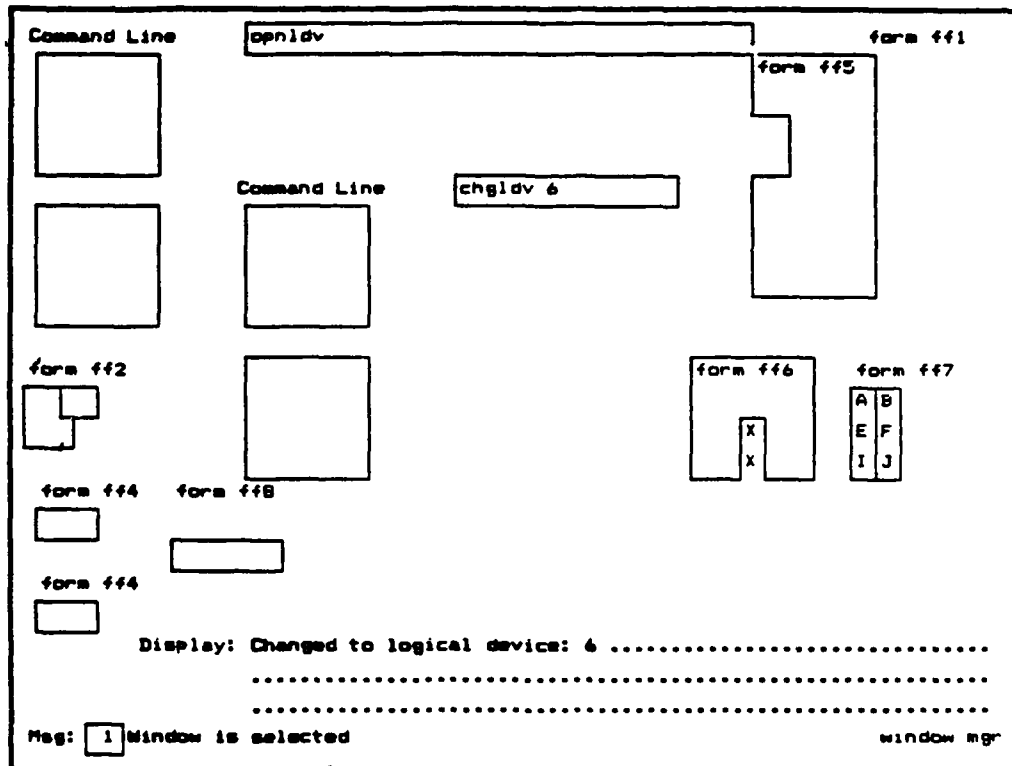 Command Line opnldv form ff1
form ff5
Command Line chgldv 6
form ff2 form ff6 form ff7
A B
X E F
X I J
form ff4 form ff8
form ff4
Display: Changed to logical device: 6 ...............................
............................................................
............................................................
Msg: 1 Window is selected window mgr